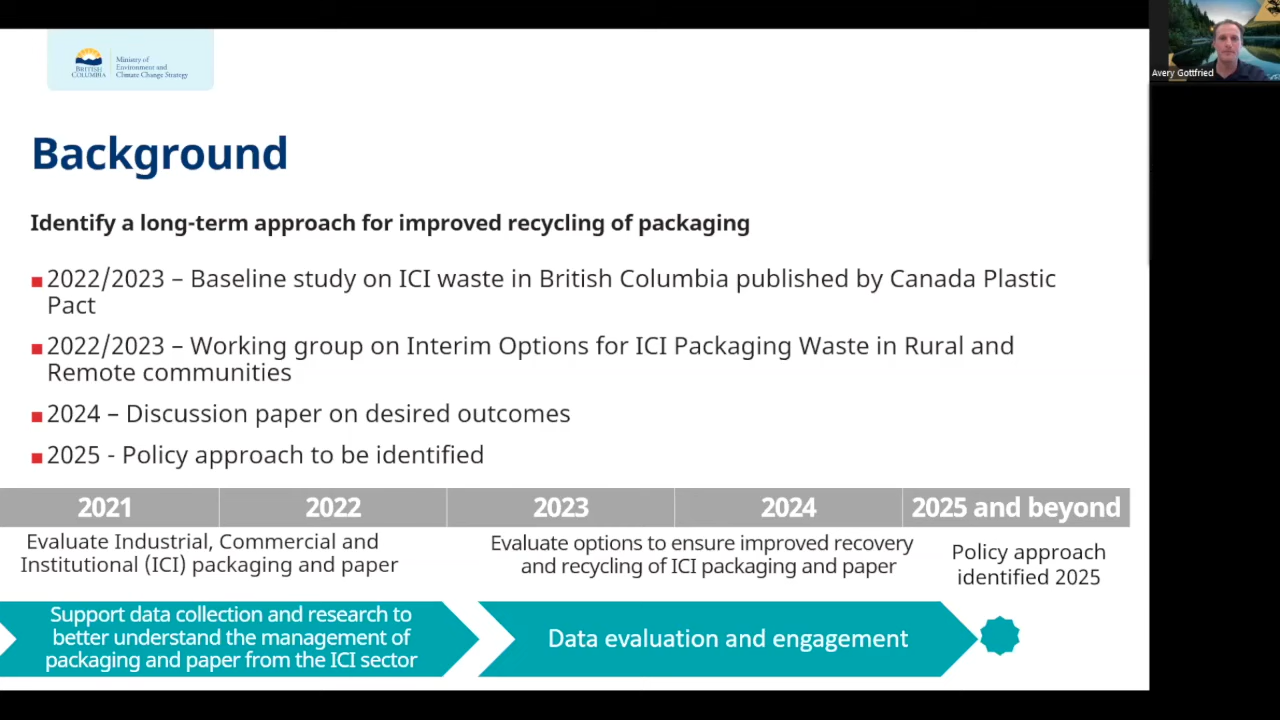 BRITISH
COLUMBIA
Ministry of
Environment and
Climate Change Strategy
Avery Gottfried
Background
Identify a long-term approach for improved recycling of packaging
2022/2023 – Baseline study on ICI waste in British Columbia published by Canada Plastic
Pact
2022/2023 – Working group on Interim Options for ICI Packaging Waste in Rural and
Remote communities
2024 – Discussion paper on desired outcomes
2025 - Policy approach to be identified
2021 2022 2023 2024 2025 and beyond
Evaluate Industrial, Commercial and
Institutional (ICI) packaging and paper
Evaluate options to ensure improved recovery
and recycling of ICI packaging and paper
Policy approach
identified 2025
Support data collection and research to
better understand the management of
packaging and paper from the ICI sector
Data evaluation and engagement